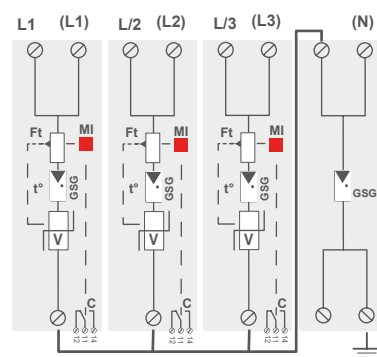 L1 (L1) L/2 (L2) L/3 (L3) (N)
Ft MI Ft MI Ft MI
t° GSG t° GSG t° GSG GSG
V V V
C C C
12 11 14 12 11 14 12 11 14